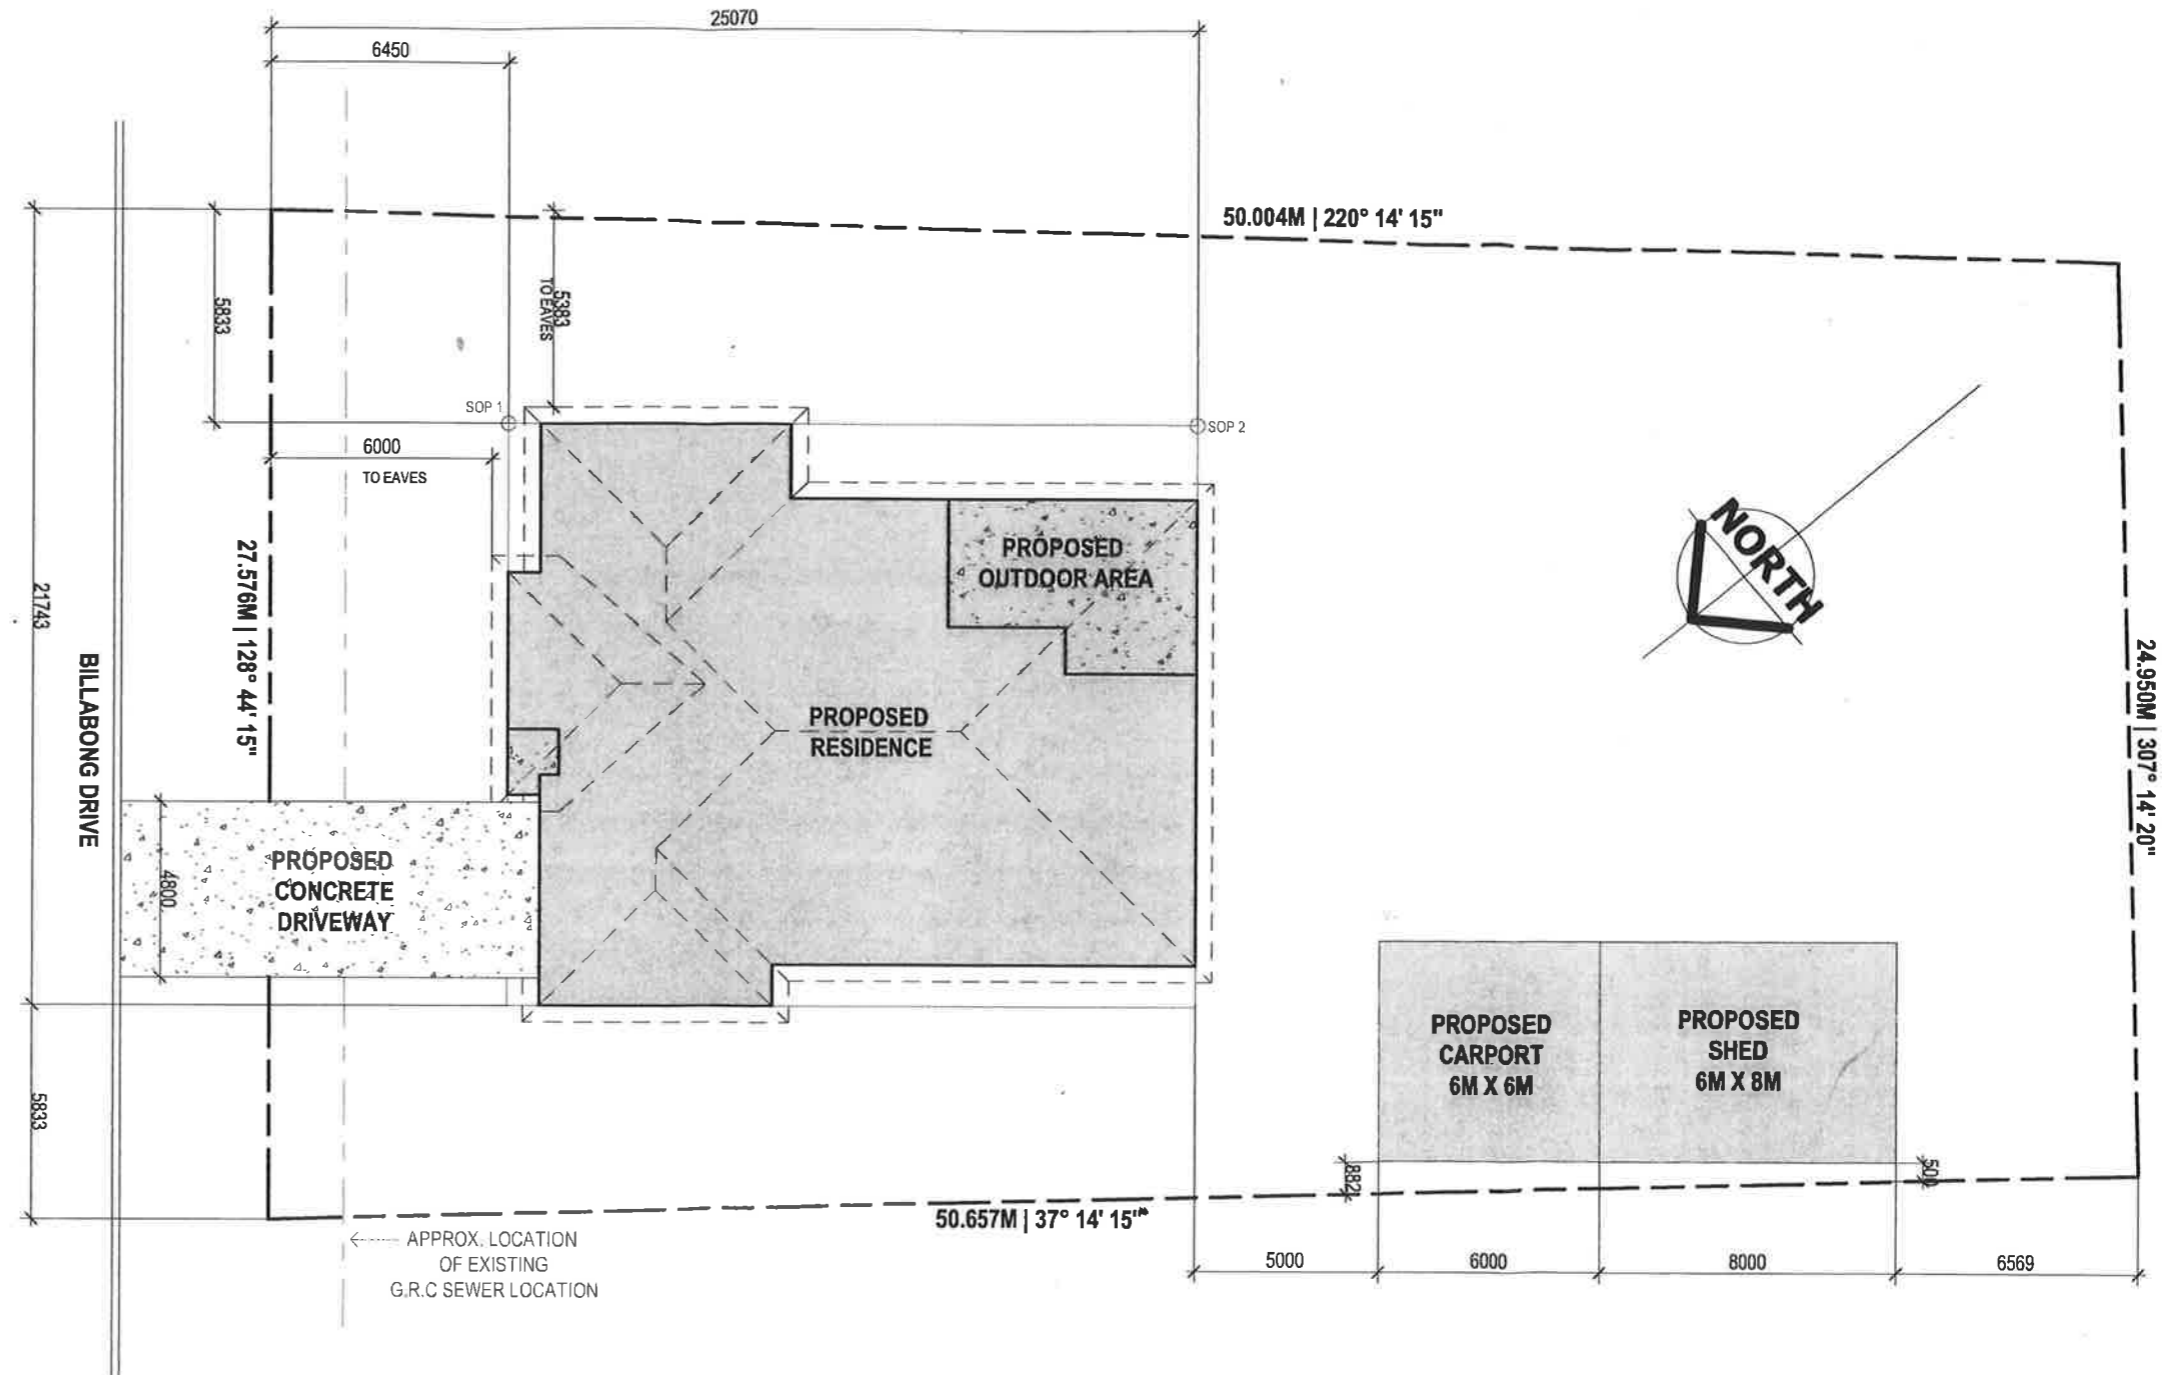 25070
6450
50.004M | 220° 14' 15"
5833
5383
TO EAVES
SOP 1
SOP 2
6000
TO EAVES
27.576M | 128° 44' 15"
21743
BILLABONG DRIVE
PROPOSED
OUTDOOR AREA
NORTH
PROPOSED
RESIDENCE
24.950M | 307° 14' 20"
PROPOSED
CONCRETE
DRIVEWAY
4800
PROPOSED
CARPORT
6M X 6M
PROPOSED
SHED
6M X 8M
5833
882
500
50.657M | 37° 14' 15"
APPROX. LOCATION
OF EXISTING
G.R.C SEWER LOCATION
5000
6000
8000
6569